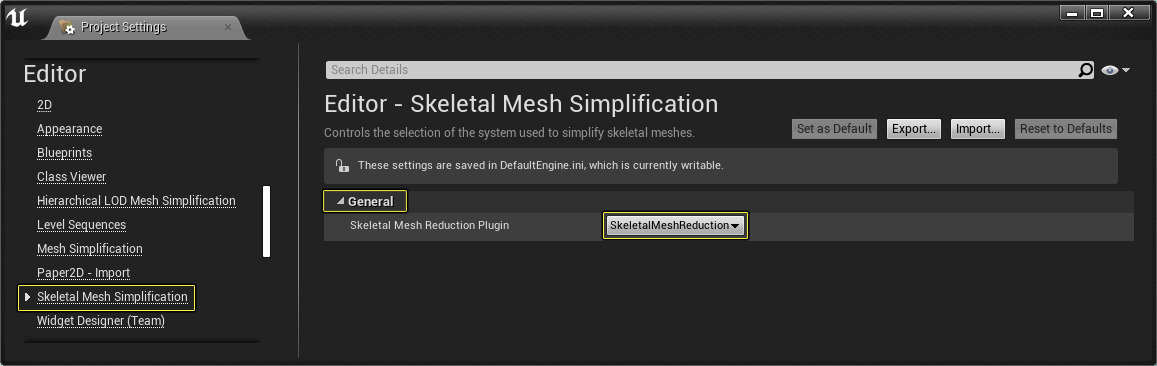 Project Settings
Editor
2D
Appearance
Blueprints
Class Viewer
Hierarchical LOD Mesh Simplification
Level Sequences
Mesh Simplification
Paper2D - Import
Skeletal Mesh Simplification
Widget Designer (Team)
Search Details
Editor - Skeletal Mesh Simplification
Controls the selection of the system used to simplify skeletal meshes.
Set as Default Export... Import... Reset to Defaults
These settings are saved in DefaultEngine.ini, which is currently writable.
General
Skeletal Mesh Reduction Plugin SkeletalMeshReduction